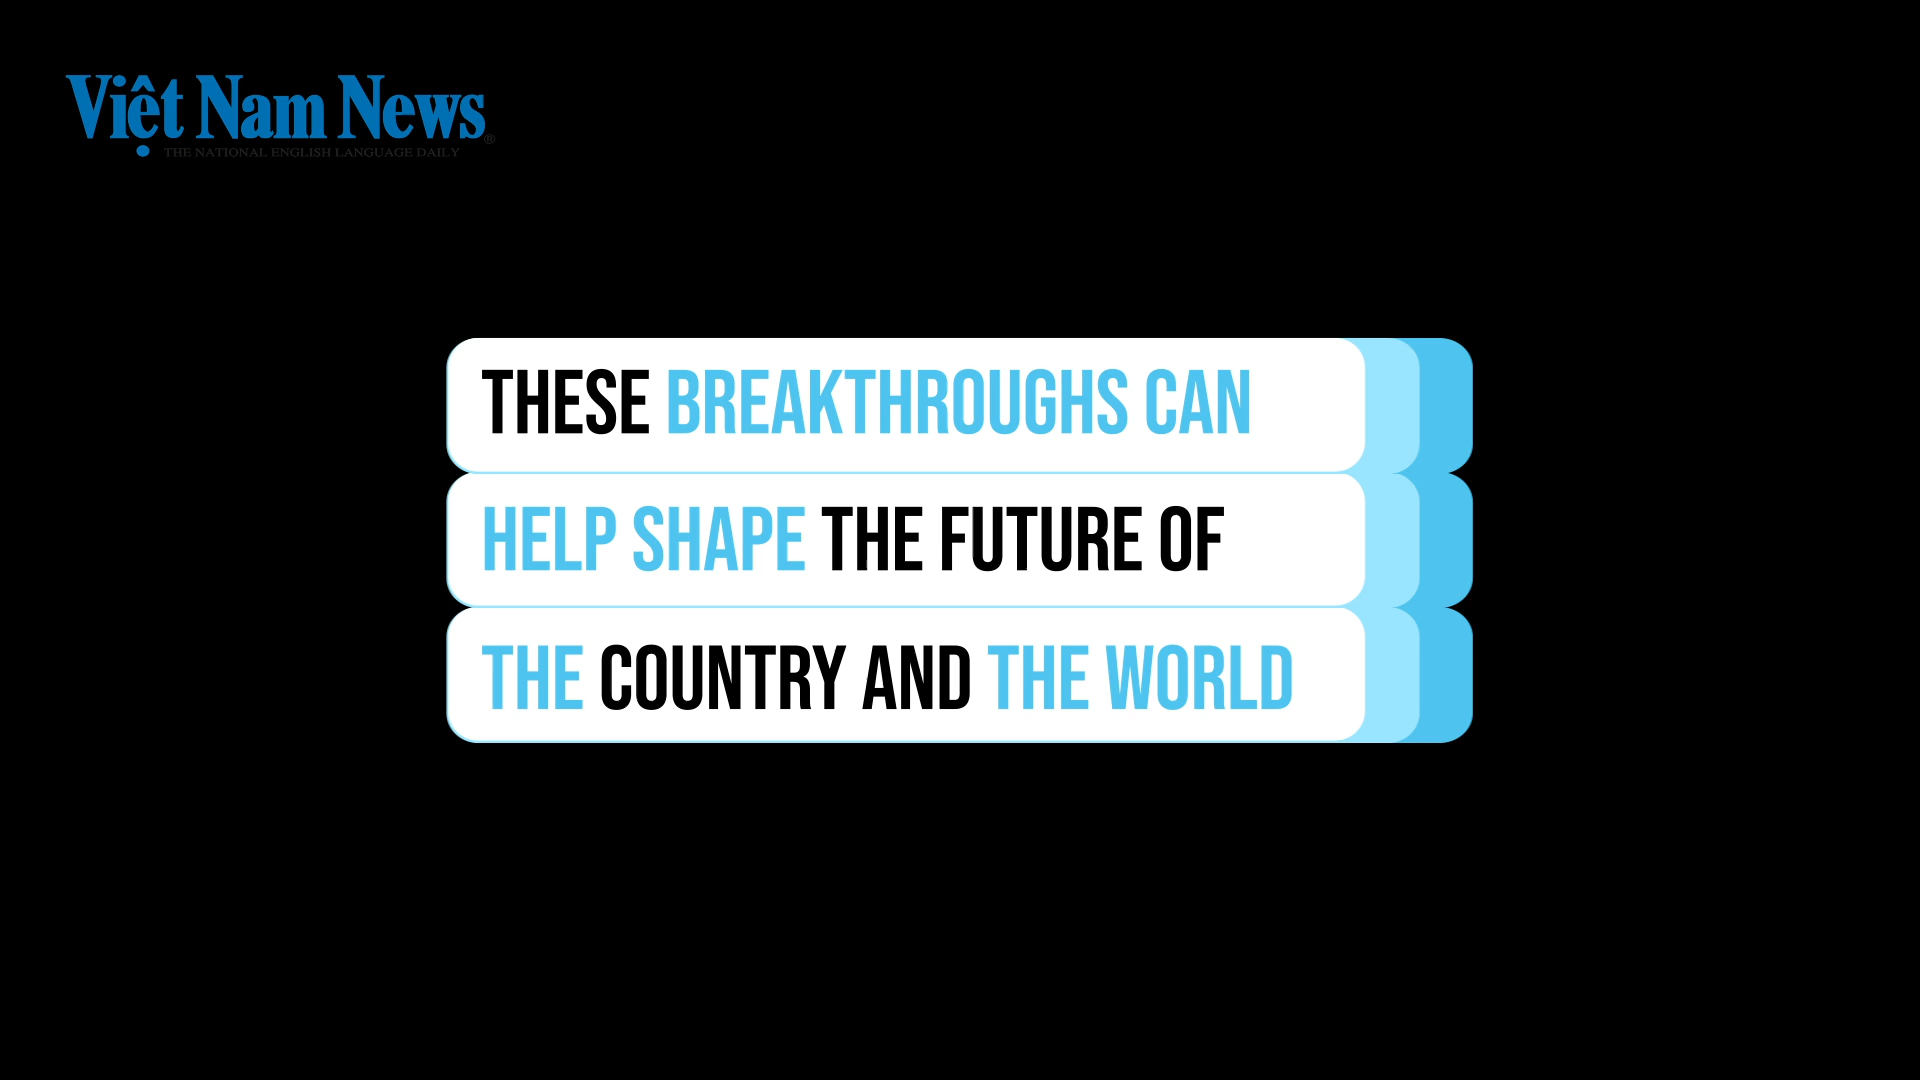 Việt Nam News®
THE NATIONAL ENGLISH LANGUAGE DAILY
THESE BREAKTHROUGHS CAN
HELP SHAPE THE FUTURE OF
THE COUNTRY AND THE WORLD